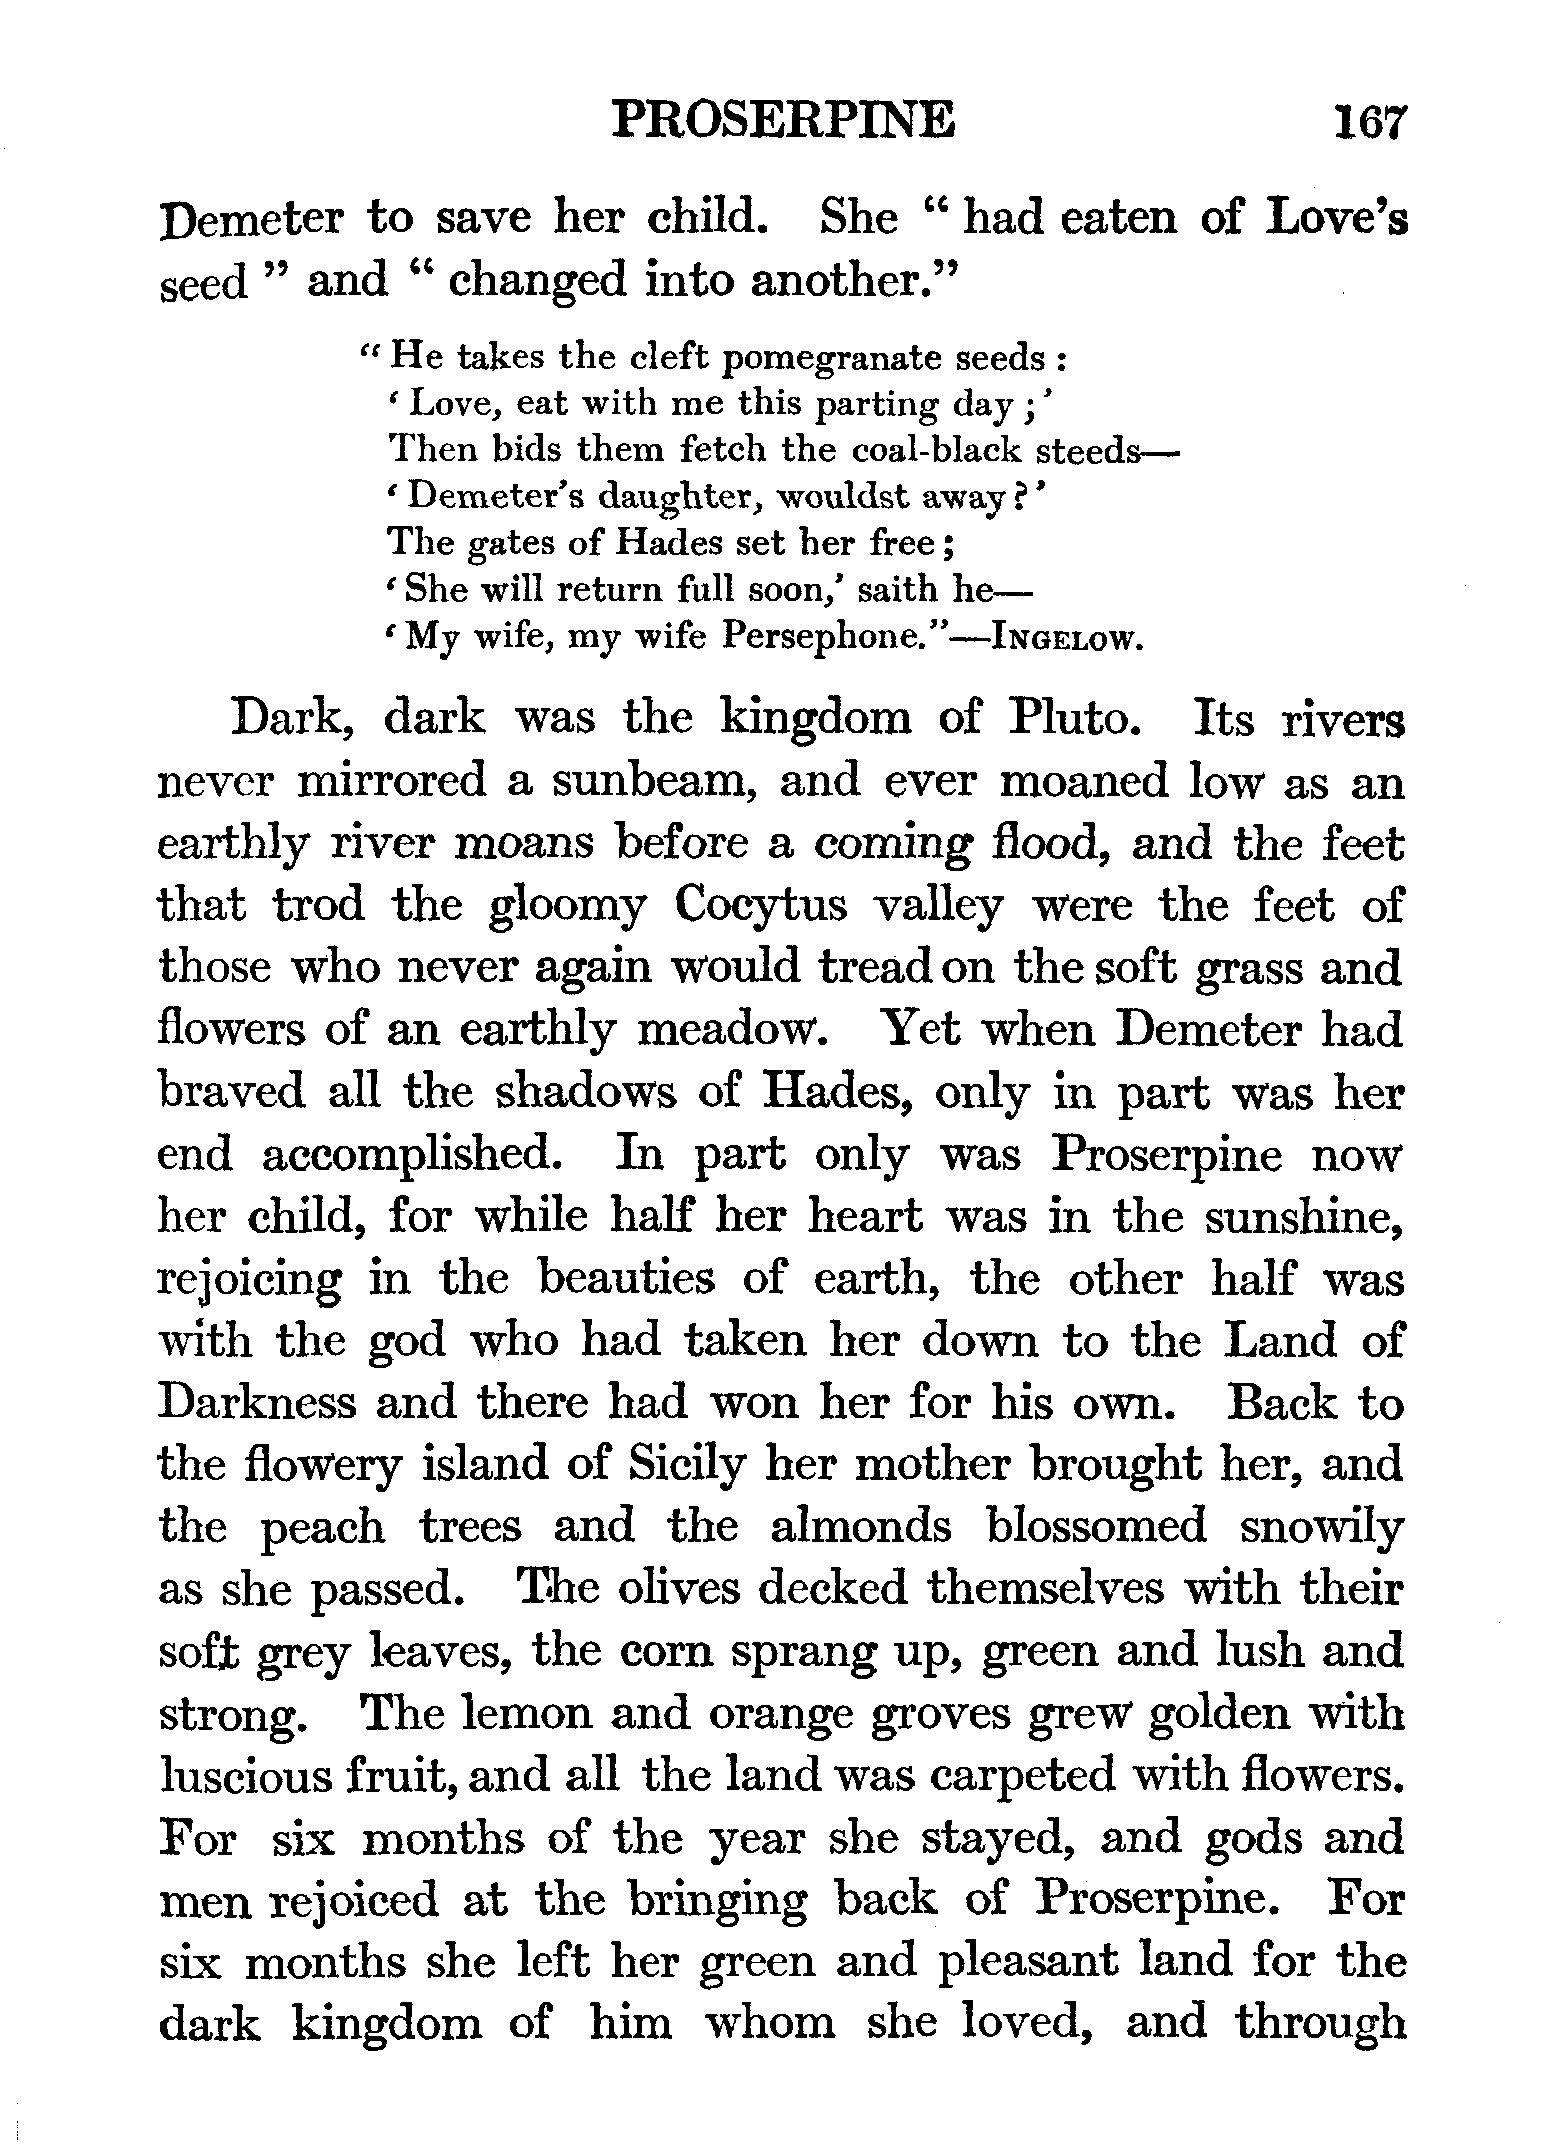 PROSERPINE 167
Demeter to save her child. She “ had eaten of Love’s
seed ” and “ changed into another.”
“ He takes the cleft pomegranate seeds :
‘ Love, eat with me this parting day ; ’
Then bids them fetch the coal-black steeds—
‘ Demeter’s daughter, wouldst away ? ’
The gates of Hades set her free ;
‘ She will return full soon,’ saith he—
‘ My wife, my wife Persephone.”—INGELOW.
Dark, dark was the kingdom of Pluto. Its rivers
never mirrored a sunbeam, and ever moaned low as an
earthly river moans before a coming flood, and the feet
that trod the gloomy Cocytus valley were the feet of
those who never again would tread on the soft grass and
flowers of an earthly meadow. Yet when Demeter had
braved all the shadows of Hades, only in part was her
end accomplished. In part only was Proserpine now
her child, for while half her heart was in the sunshine,
rejoicing in the beauties of earth, the other half was
with the god who had taken her down to the Land of
Darkness and there had won her for his own. Back to
the flowery island of Sicily her mother brought her, and
the peach trees and the almonds blossomed snowily
as she passed. The olives decked themselves with their
soft grey leaves, the corn sprang up, green and lush and
strong. The lemon and orange groves grew golden with
luscious fruit, and all the land was carpeted with flowers.
For six months of the year she stayed, and gods and
men rejoiced at the bringing back of Proserpine. For
six months she left her green and pleasant land for the
dark kingdom of him whom she loved, and through